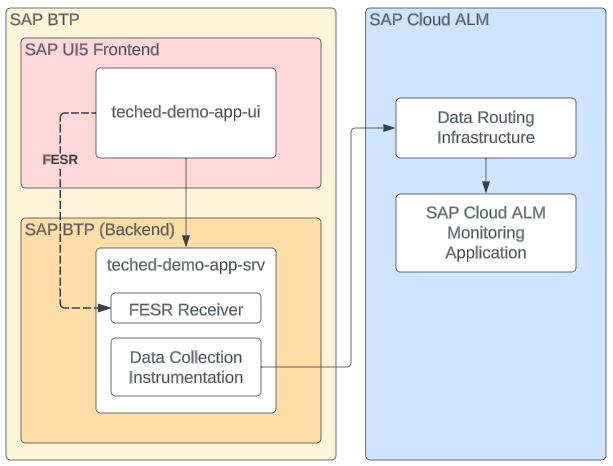 SAP BTP
SAP UI5 Frontend
teched-demo-app-ui
FESR
SAP BTP (Backend)
teched-demo-app-srv
FESR Receiver
Data Collection
Instrumentation
SAP Cloud ALM
Data Routing
Infrastructure
SAP Cloud ALM
Monitoring
Application